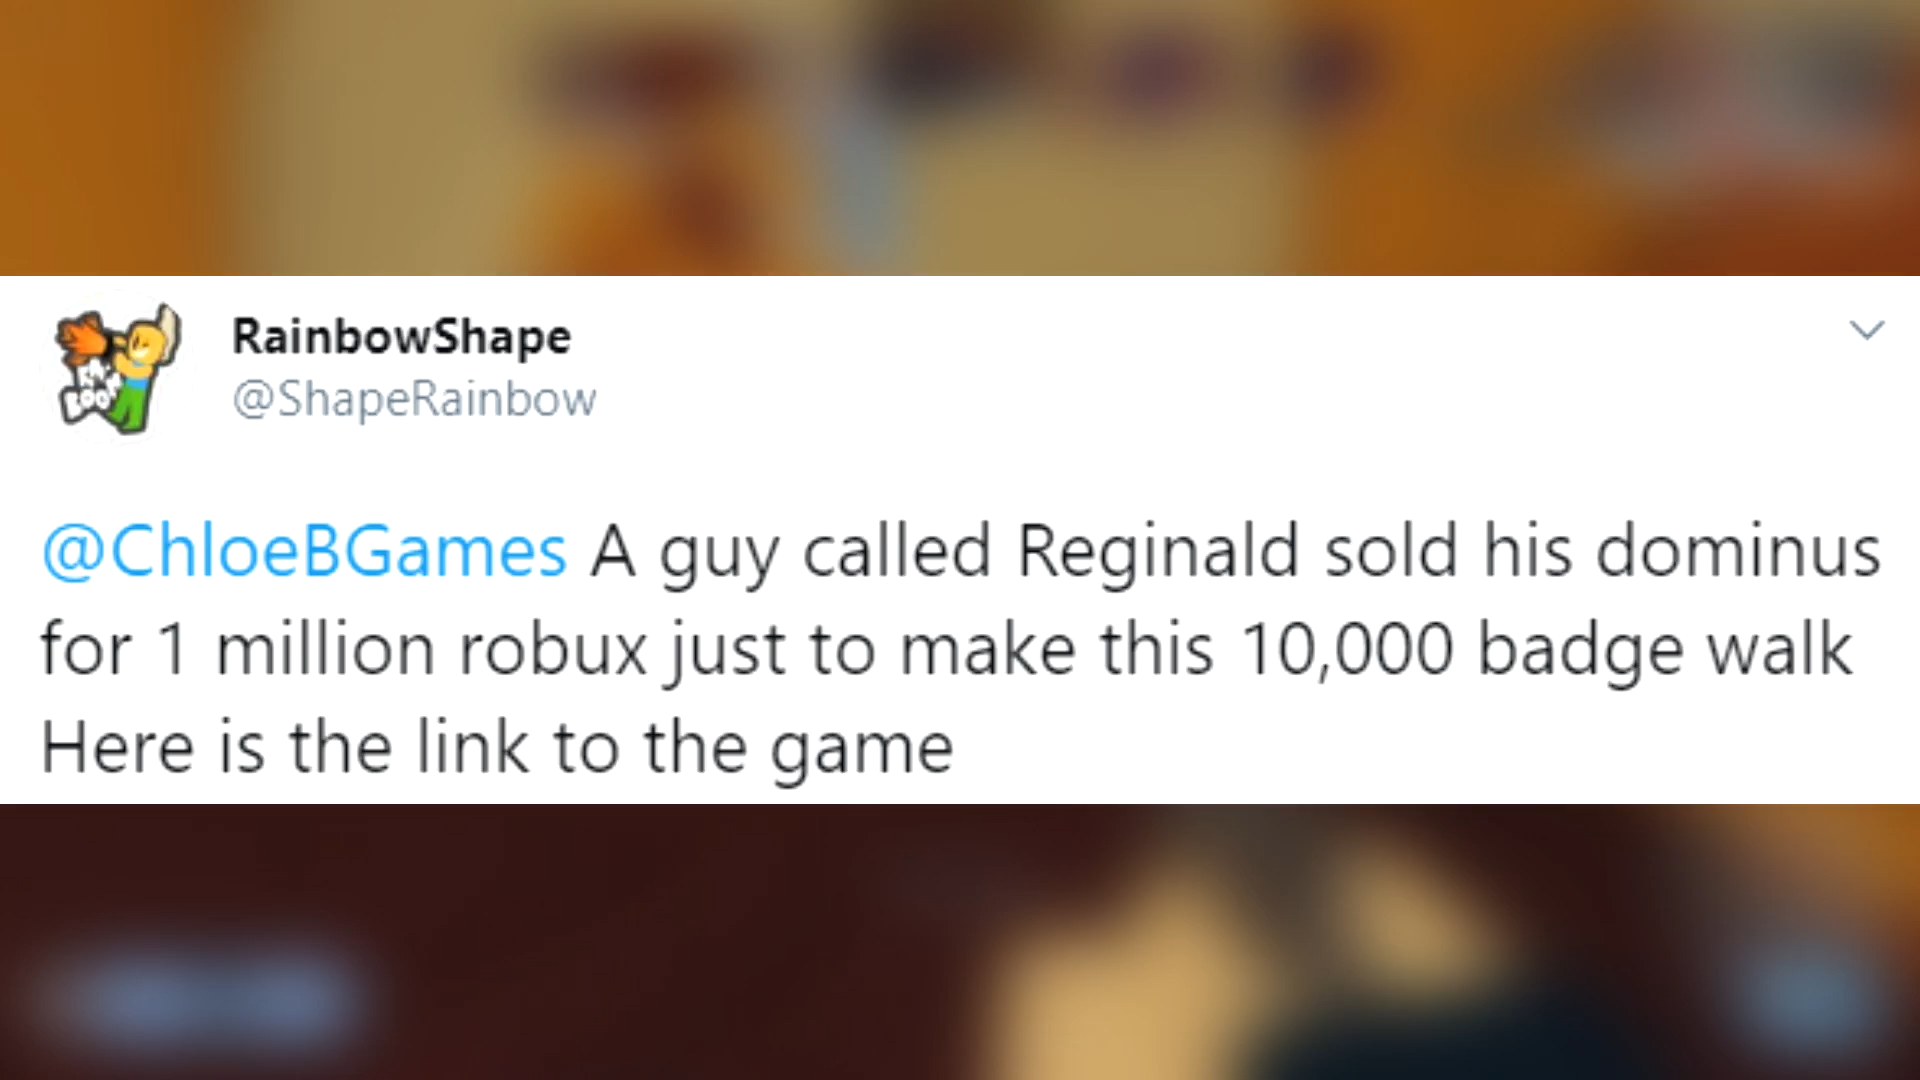 RainbowShape
@ShapeRainbow
@ChloeBGames A guy called Reginald sold his dominus
for 1 million robux just to make this 10,000 badge walk
Here is the link to the game